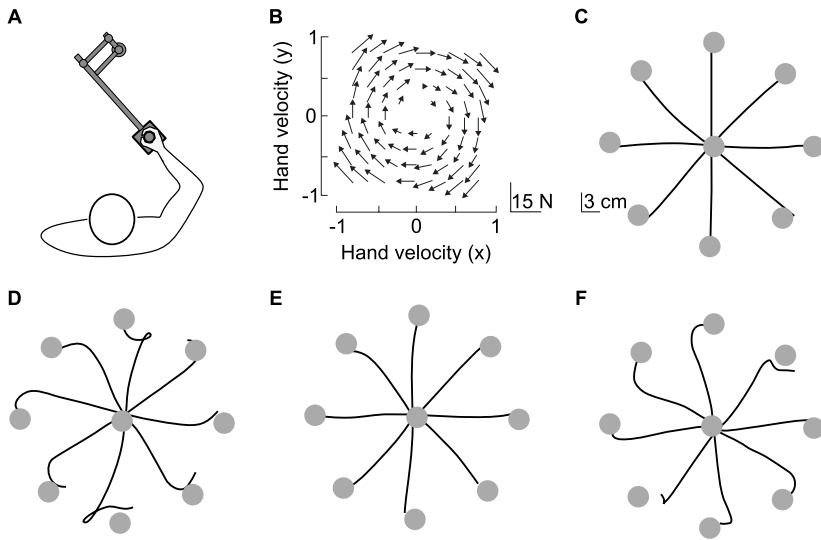 A
B
C
Hand velocity (y)
1
0
-1
-1
0
1
Hand velocity (x)
15 N
3 cm
D
E
F